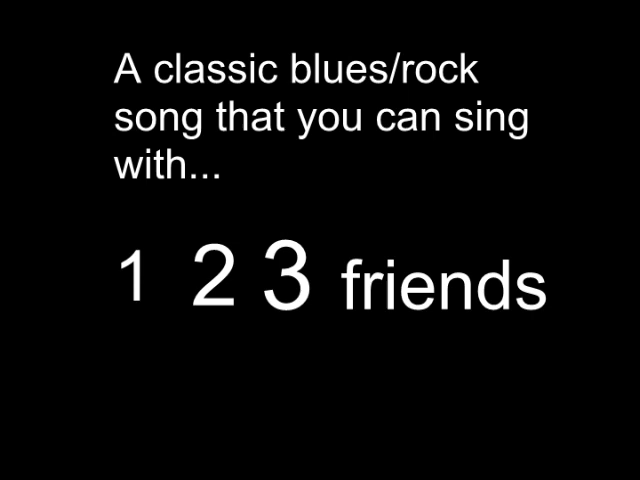 A classic blues/rock
song that you can sing
with...
1 2 3 friends